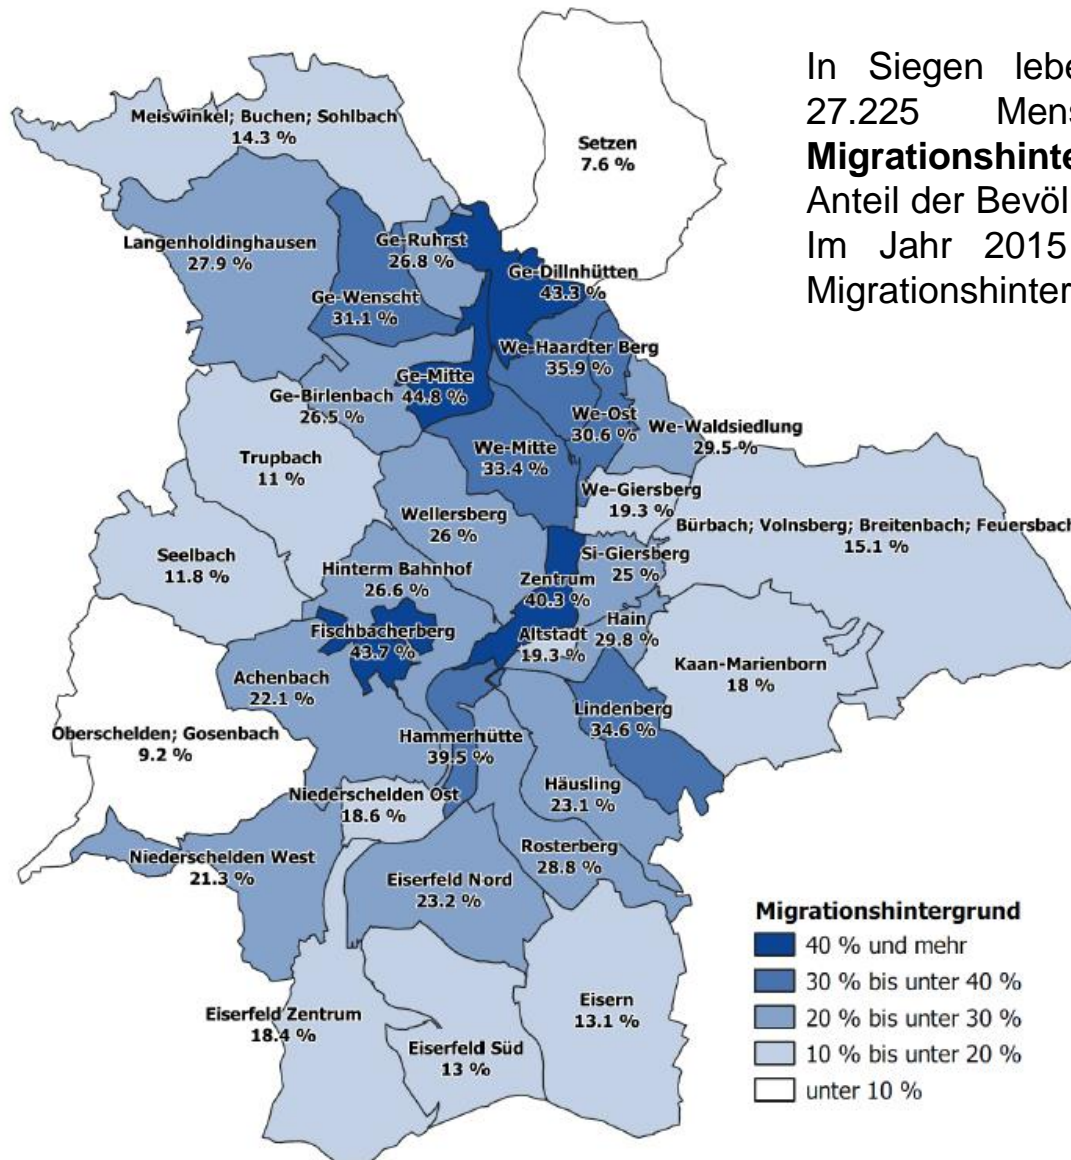 In Siegen lebe
27.225 Mens
Migrationshinte
Anteil der Bevöl
Im Jahr 2015
Migrationshinter
Meiswinkel; Buchen; Sohlbach
14.3 %
Setzen
7.6 %
Langenholdinghausen
27.9 %
Ge-Ruhrst
26.8 %
Ge-Dillnhütten
43.3 %
Ge-Wenscht
31.1 %
We-Haardter Berg
35.9 %
Ge-Mitte
44.8 %
Ge-Birlenbach
26.5 %
We-Ost
30.6 %
We-Waldsiedlung
29.5 %
Trupbach
11 %
We-Mitte
33.4 %
We-Giersberg
19.3 %
Wellersberg
26 %
Bürbach; Volnsberg; Breitenbach; Feuersbach
15.1 %
Seelbach
11.8 %
Hinterm Bahnhof
26.6 %
Si-Giersberg
25 %
Zentrum
40.3 %
Fischbacherberg
43.7 %
Altstadt
19.3 %
Hain
29.8 %
Kaan-Marienborn
18 %
Achenbach
22.1 %
Lindenberg
34.6 %
Oberschelden; Gosenbach
9.2 %
Hammerhütte
39.5 %
Häusling
23.1 %
Niederschelden Ost
18.6 %
Rosterberg
28.8 %
Niederschelden West
21.3 %
Eiserfeld Nord
23.2 %
Eisern
13.1 %
Eiserfeld Zentrum
18.4 %
Eiserfeld Süd
13 %
Migrationshintergrund
40 % und mehr
30 % bis unter 40 %
20 % bis unter 30 %
10 % bis unter 20 %
unter 10 %